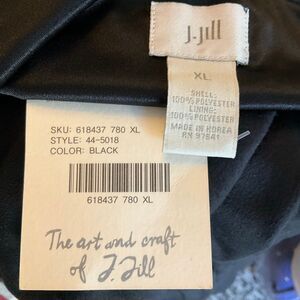 J.Jill
XL
SHELL:
100% POLYESTER
LINING:
100% POLYESTER
MADE IN KOREA
RN 97541
SKU: 618437 780 XL
STYLE: 44-5018
COLOR: BLACK
618437 780 XL
The art and craft
of J.Jill